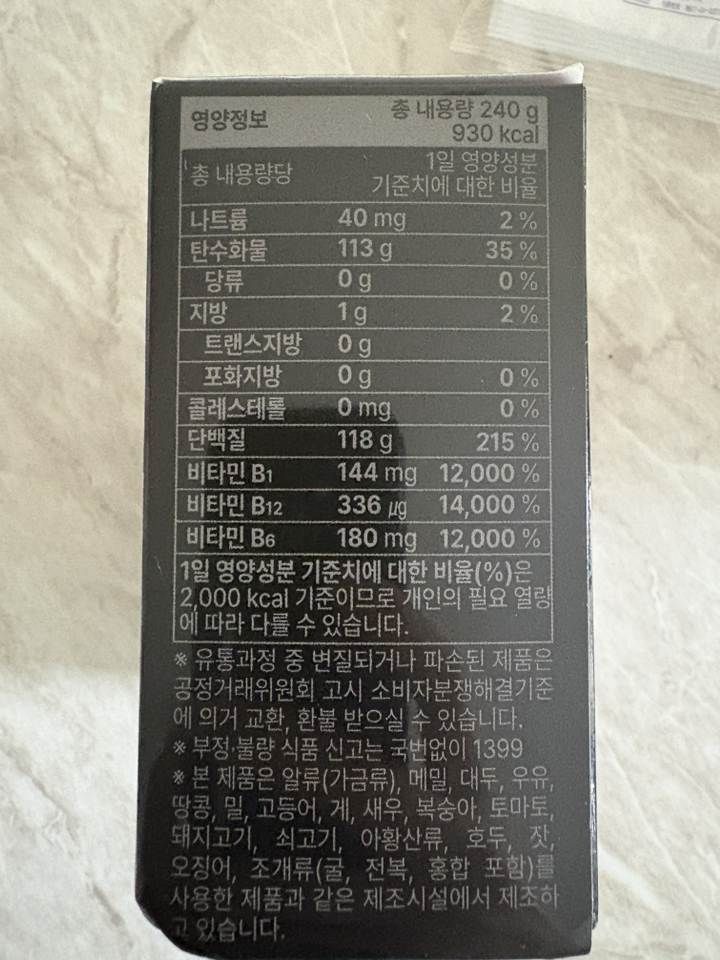 영양정보 총 내용량 240 g
930 kcal
총 내용량당 1일 영양성분
기준치에 대한 비율
나트륨 40 mg 2 %
탄수화물 113 g 35 %
당류 0 g 0 %
지방 1 g 2 %
트랜스지방 0 g
포화지방 0 g 0 %
콜레스테롤 0 mg 0 %
단백질 118 g 215 %
비타민 B1 144 mg 12,000 %
비타민 B12 336 μg 14,000 %
비타민 B6 180 mg 12,000 %
1일 영양성분 기준치에 대한 비율(%)은
2,000 kcal 기준이므로 개인의 필요 열량
에 따라 다를 수 있습니다.
※ 유통과정 중 변질되거나 파손된 제품은
공정거래위원회 고시 소비자분쟁해결기준
에 의거 교환, 환불 받으실 수 있습니다.
※ 부정·불량 식품 신고는 국번없이 1399
※ 본 제품은 알류(가금류), 메밀, 대두, 우유,
땅콩, 밀, 고등어, 게, 새우, 복숭아, 토마토,
돼지고기, 쇠고기, 아황산류, 호두, 잣,
오징어, 조개류(굴, 전복, 홍합 포함)를
사용한 제품과 같은 제조시설에서 제조하
고 있습니다.